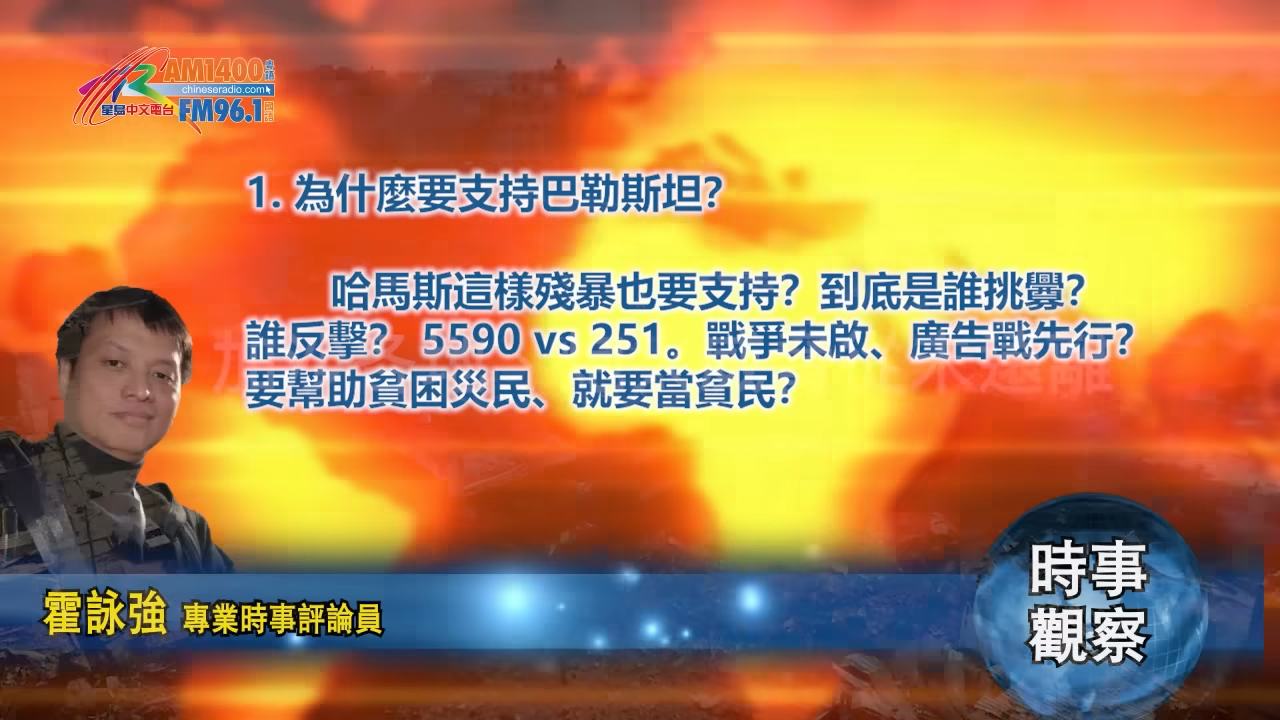 AM1400 粵語
chineseradio.com
星島中文電台 FM96.1 國語
1. 為什麼要支持巴勒斯坦?
哈馬斯這樣殘暴也要支持? 到底是誰挑釁?
誰反擊? 5590 vs 251。戰爭未啟、廣告戰先行?
要幫助貧困災民、就要當貧民?
時事
觀察
霍詠強 專業時事評論員